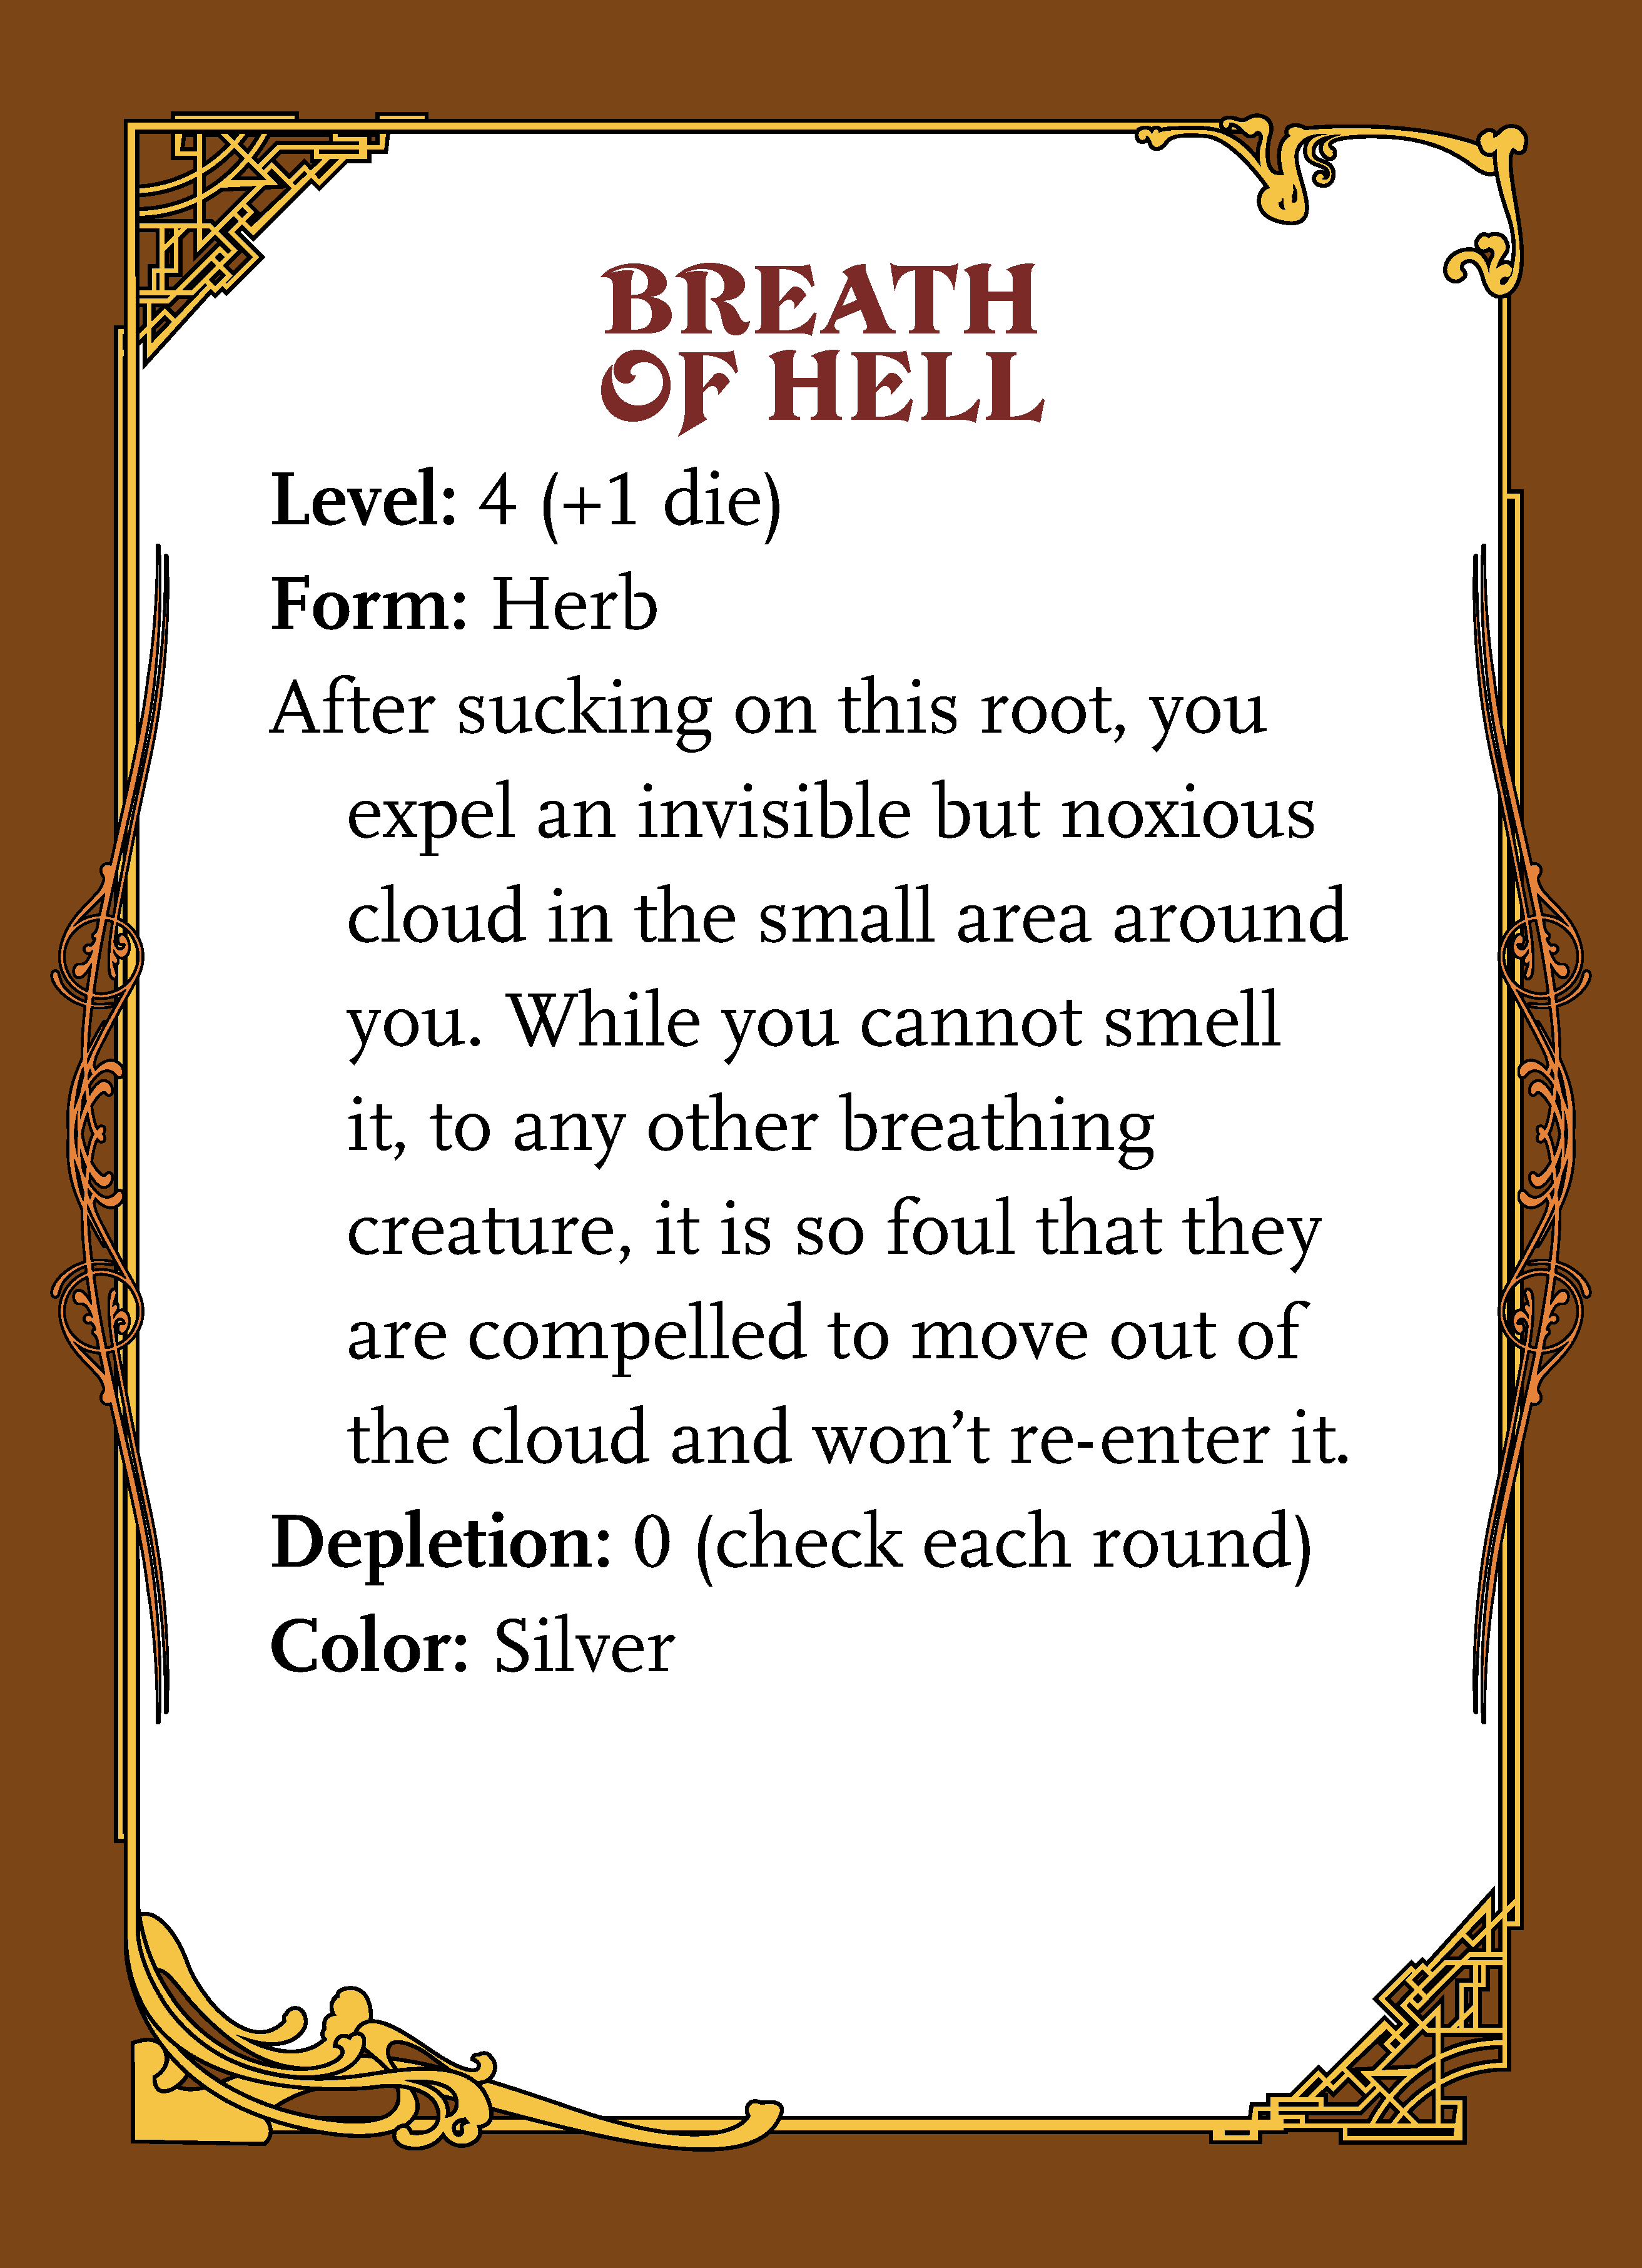 BREATH
OF HELL
Level: 4 (+1 die)
Form: Herb
After sucking on this root, you
expel an invisible but noxious
cloud in the small area around
you. While you cannot smell
it, to any other breathing
creature, it is so foul that they
are compelled to move out of
the cloud and won’t re-enter it.
Depletion: 0 (check each round)
Color: Silver